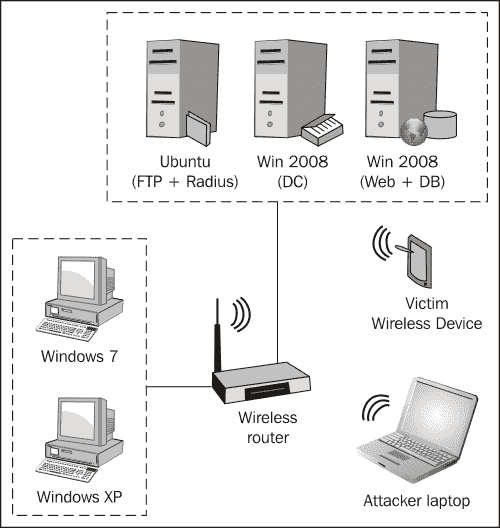 Ubuntu
(FTP + Radius)
Win 2008
(DC)
Win 2008
(Web + DB)
Victim
Wireless Device
Windows 7
Wireless
router
Windows XP
Attacker laptop